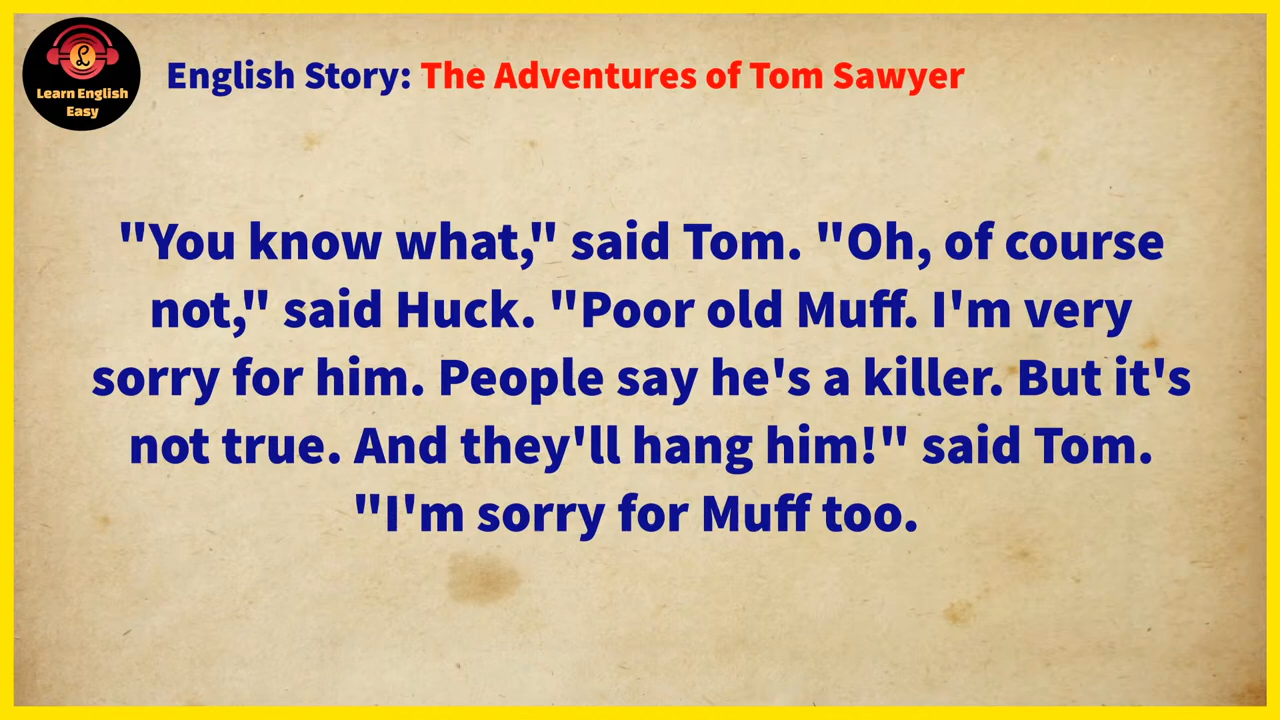 Learn English
Easy
English Story: The Adventures of Tom Sawyer
"You know what," said Tom. "Oh, of course
not," said Huck. "Poor old Muff. I'm very
sorry for him. People say he's a killer. But it's
not true. And they'll hang him!" said Tom.
"I'm sorry for Muff too.